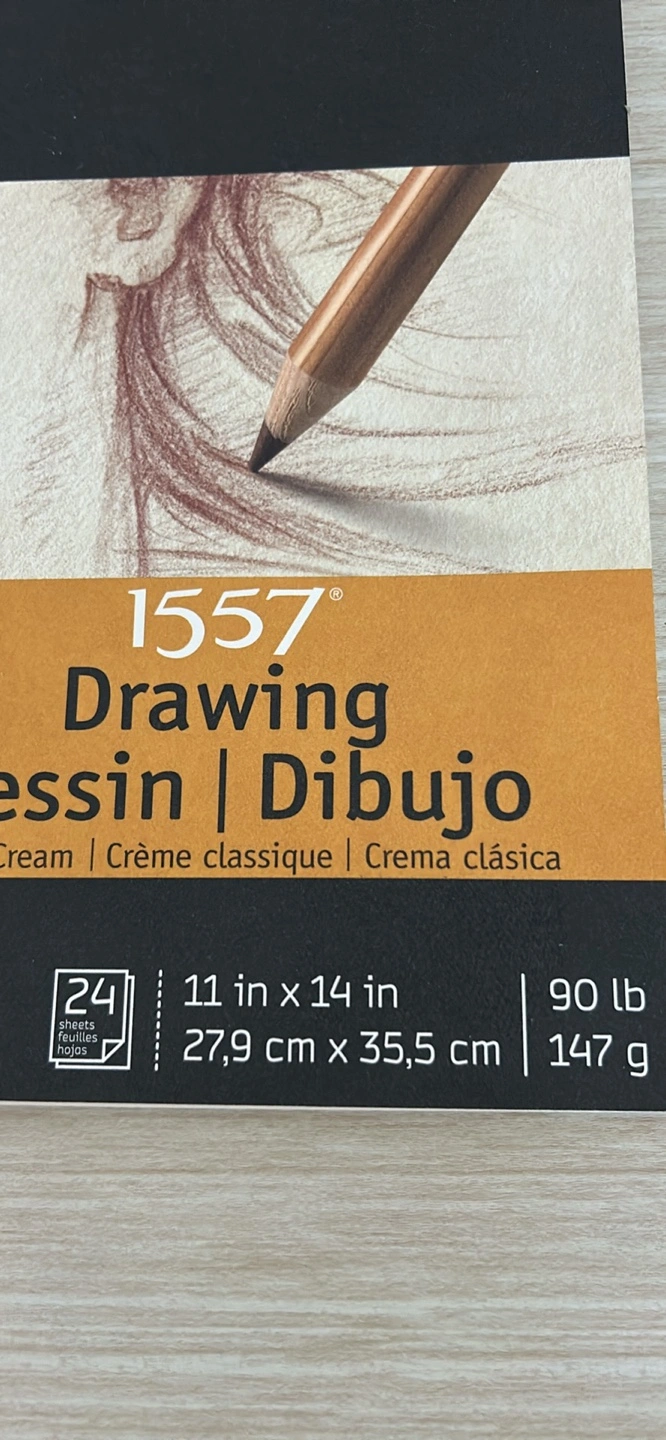 1557®
Drawing
essin | Dibujo
Cream | Crème classique | Crema clásica
24
sheets
feuilles
hojas
11 in x 14 in
27,9 cm x 35,5 cm
90 lb
147 g